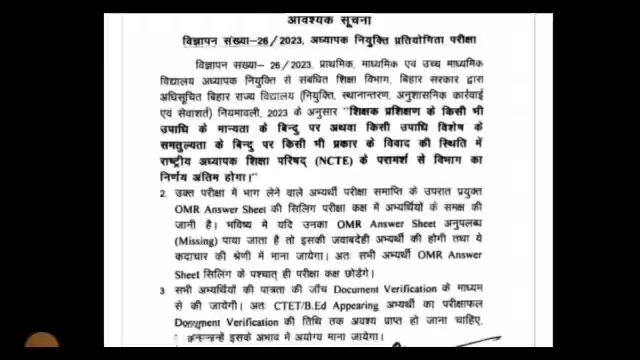 आवश्यक सूचना
विज्ञापन संख्या-26/2023, अध्यापक नियुक्ति प्रतियोगिता परीक्षा
विज्ञापन संख्या-26/2023, प्राथमिक, माध्यमिक एवं उच्च माध्यमिक
विद्यालय अध्यापक नियुक्ति से संबंधित शिक्षा विभाग, बिहार सरकार द्वारा
अधिसूचित बिहार राज्य विद्यालय (नियुक्ति, स्थानान्तरण, अनुशासनिक कार्रवाई
एवं सेवाशर्त) नियमावली, 2023 के अनुसार "शिक्षक प्रशिक्षण के किसी भी
उपाधि के मान्यता के बिन्दु पर अथवा किसी उपाधि विशेष के
समतुल्यता के बिन्दु पर किसी भी प्रकार के विवाद की स्थिति में
राष्ट्रीय अध्यापक शिक्षा परिषद् (NCTE) के परामर्श से विभाग का
निर्णय अंतिम होगा।"
2. उक्त परीक्षा में भाग लेने वाले अभ्यर्थी परीक्षा समाप्ति के उपरांत प्रयुक्त
OMR Answer Sheet की सिलिंग परीक्षा कक्ष में अभ्यर्थियों के समक्ष की
जानी है। भविष्य में यदि उनका OMR Answer Sheet अनुपलब्ध
(Missing) पाया जाता है तो इसकी जवाबदेही अभ्यर्थी की होगी तथा ये
कदाचार की श्रेणी में माना जायेगा। अतः सभी अभ्यर्थी OMR Answer
Sheet सिलिंग के पश्चात् ही परीक्षा कक्ष छोड़ेंगे।
3. सभी अभ्यर्थियों की पात्रता की जाँच Document Verification के माध्यम
से की जायेगी। अतः CTET/B.Ed Appearing अभ्यर्थी का परीक्षाफल
Document Verification की तिथि तक अवश्य प्राप्त हो जाना चाहिए,
इसके अभाव में अयोग्य माना जायेगा।